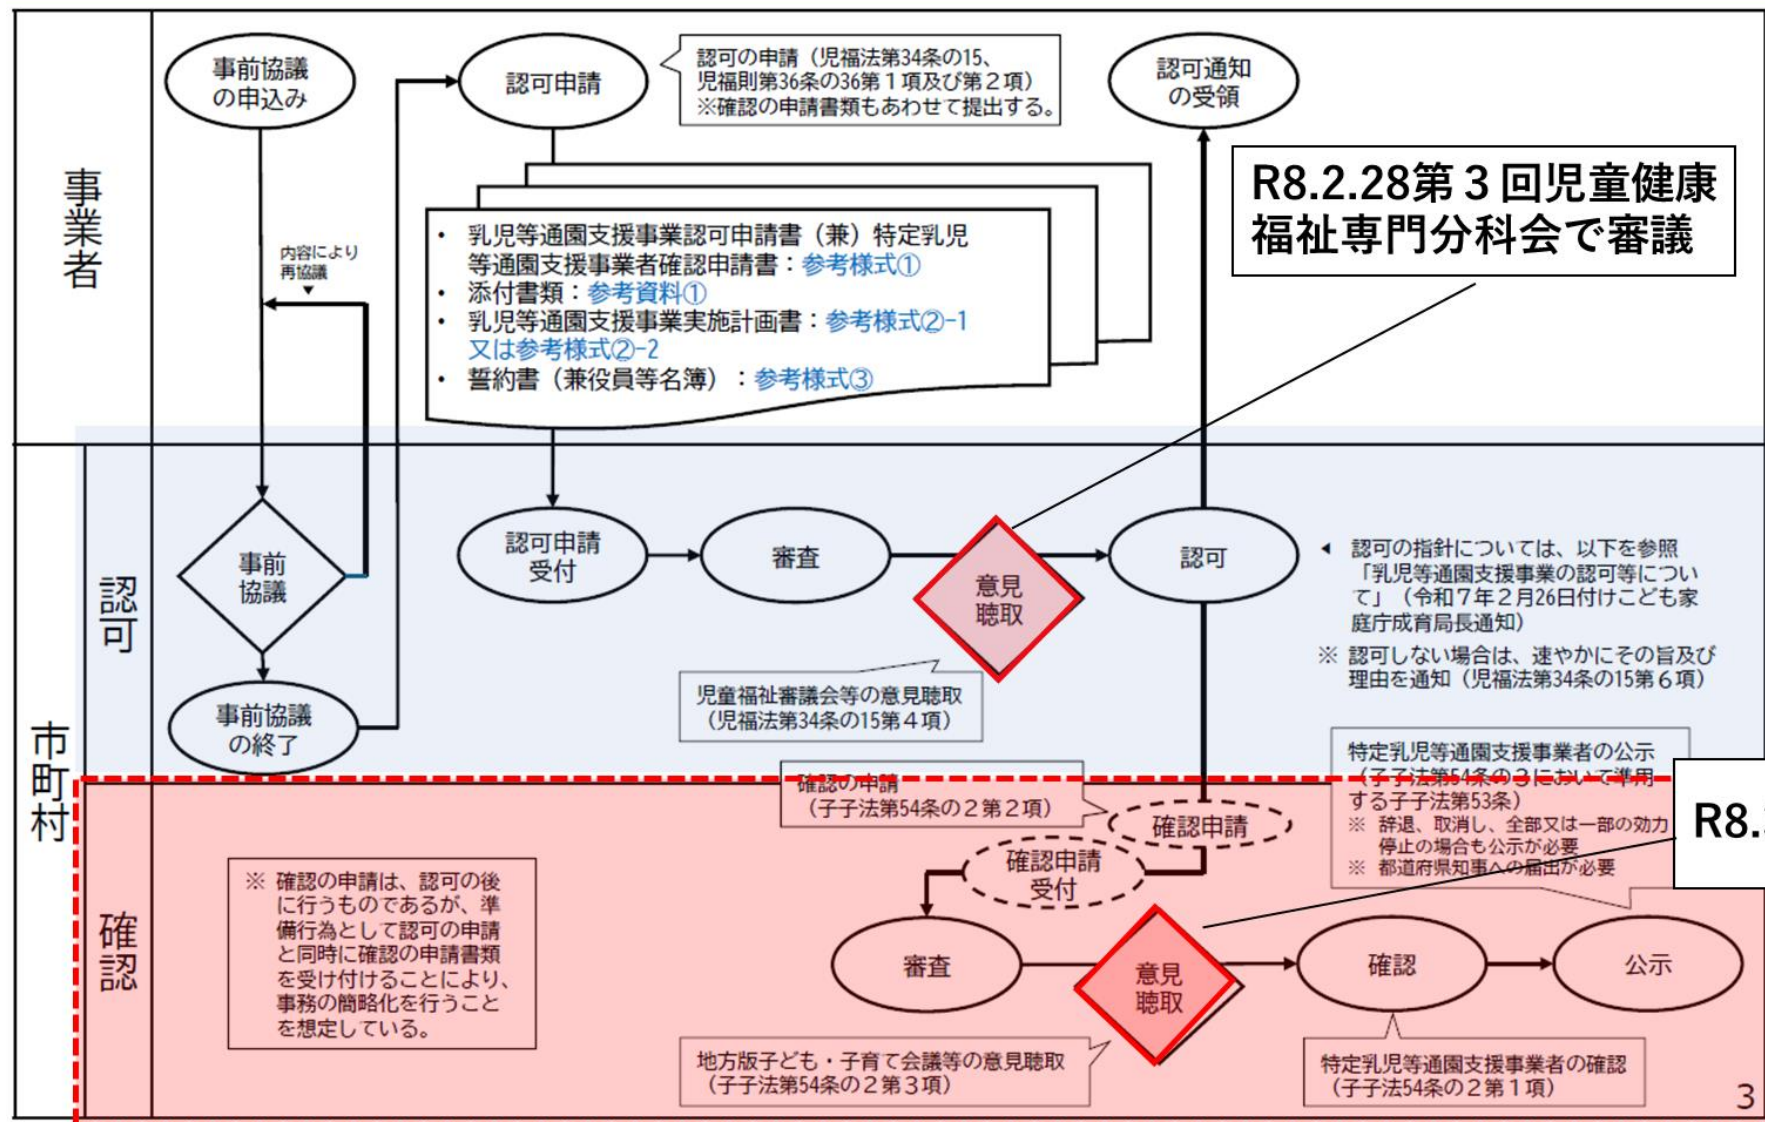 事業者
事前協議
の申込み
認可申請
認可の申請（児福法第34条の15、
児福則第36条の36第１項及び第２項）
※確認の申請書類もあわせて提出する。
認可通知
の受領
R8.2.28第３回児童健康
福祉専門分科会で審議
内容により
再協議
▼
・ 乳児等通園支援事業認可申請書（兼）特定乳児
等通園支援事業者確認申請書：参考様式①
・ 添付書類：参考資料①
・ 乳児等通園支援事業実施計画書：参考様式②-1
又は参考様式②-2
・ 誓約書（兼役員等名簿）：参考様式③
市町村
認可
事前
協議
事前協議
の終了
認可申請
受付
審査
意見
聴取
児童福祉審議会等の意見聴取
（児福法第34条の15第４項）
認可
◀ 認可の指針については、以下を参照
「乳児等通園支援事業の認可等につい
て」（令和７年２月26日付けこども家
庭庁成育局長通知）
※ 認可しない場合は、速やかにその旨及び
理由を通知（児福法第34条の15第６項）
確認
※ 確認の申請は、認可の後
に行うものであるが、準
備行為として認可の申請
と同時に確認の申請書類
を受け付けることにより、
事務の簡略化を行うこと
を想定している。
確認の申請
（子子法第54条の２第２項）
確認申請
確認申請
受付
特定乳児等通園支援事業者の公示
（子子法第54条の３において準用
する子子法第53条）
※ 辞退、取消し、全部又は一部の効力
停止の場合も公示が必要
※ 都道府県知事への届出が必要
R8.
審査
意見
聴取
確認
公示
地方版子ども・子育て会議等の意見聴取
（子子法第54条の２第３項）
特定乳児等通園支援事業者の確認
（子子法54条の２第１項）
3